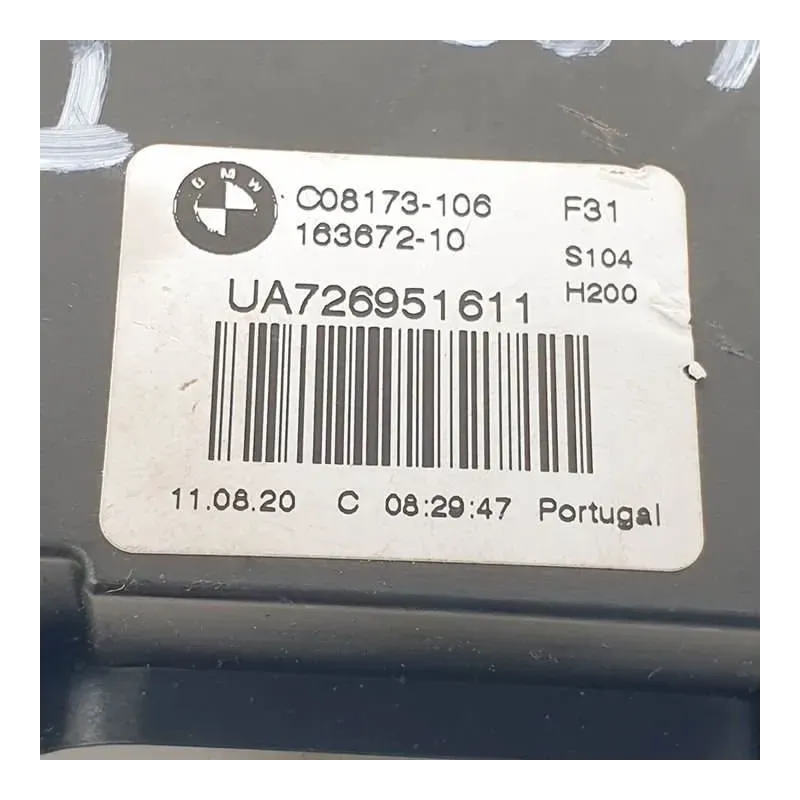 BMW
C08173-106 F31
163672-10 S104
UA726951611 H200
11.08.20 C 08:29:47 Portugal